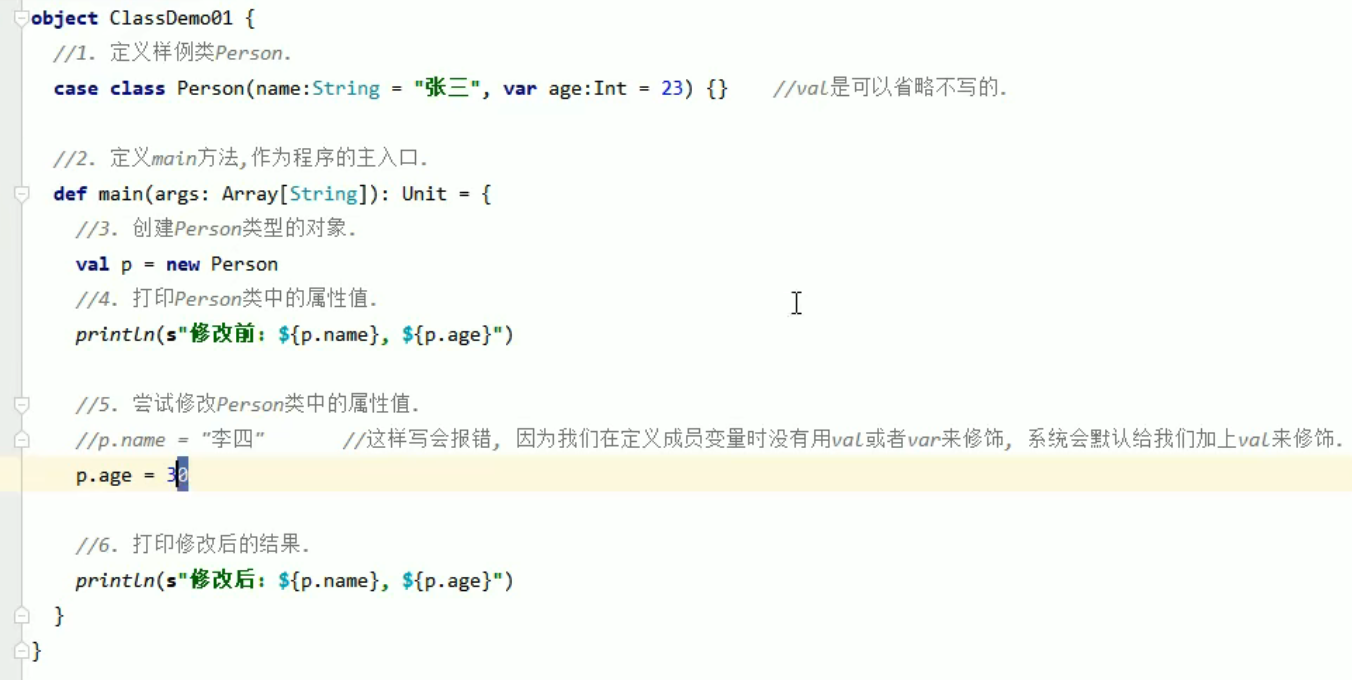 object ClassDemo01 {
//1. 定义样例类Person.
case class Person(name:String = "张三", var age:Int = 23) {} //val是可以省略不写的.
//2. 定义main方法,作为程序的主入口.
def main(args: Array[String]): Unit = {
//3. 创建Person类型的对象.
val p = new Person
//4. 打印Person类中的属性值.
println(s"修改前: ${p.name}, ${p.age}")
//5. 尝试修改Person类中的属性值.
//p.name = "李四" //这样写会报错, 因为我们在定义成员变量时没有用val或者var来修饰, 系统会默认给我们加上val来修饰.
p.age = 30
//6. 打印修改后的结果.
println(s"修改后: ${p.name}, ${p.age}")
}
}